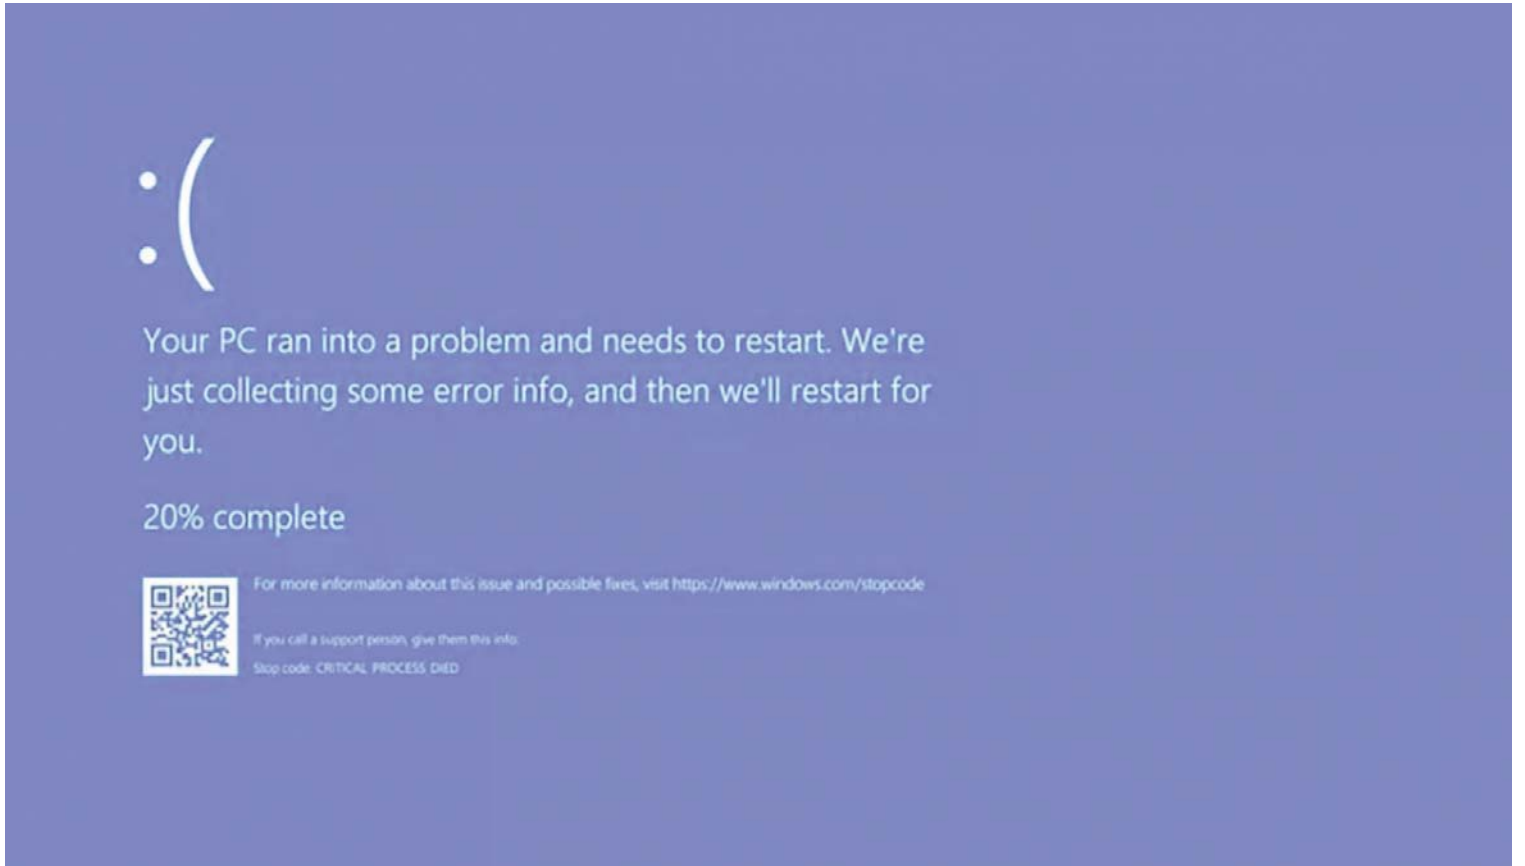 :(
Your PC ran into a problem and needs to restart. We're
just collecting some error info, and then we'll restart for
you.
20% complete
For more information about this issue and possible fixes, visit https://www.windows.com/stopcode
If you call a support person, give them this info:
Stop code: CRITICAL PROCESS DIED